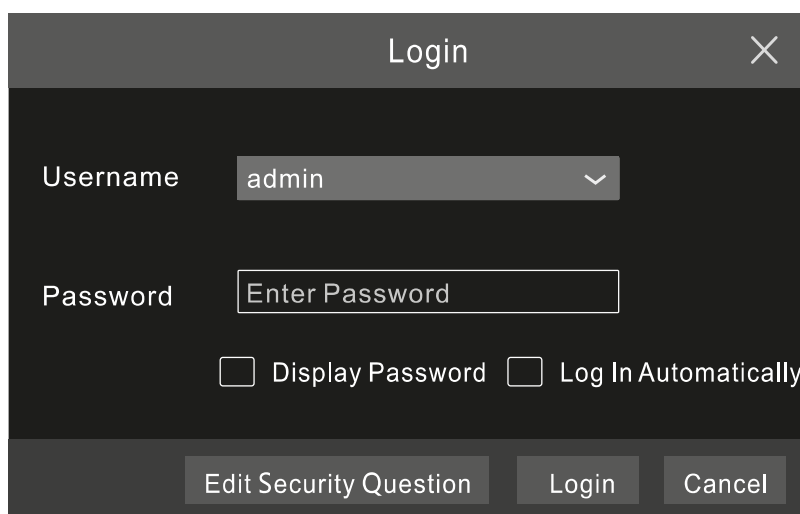 Login
Username admin
Password Enter Password
Display Password Log In Automatically
Edit Security Question Login Cancel